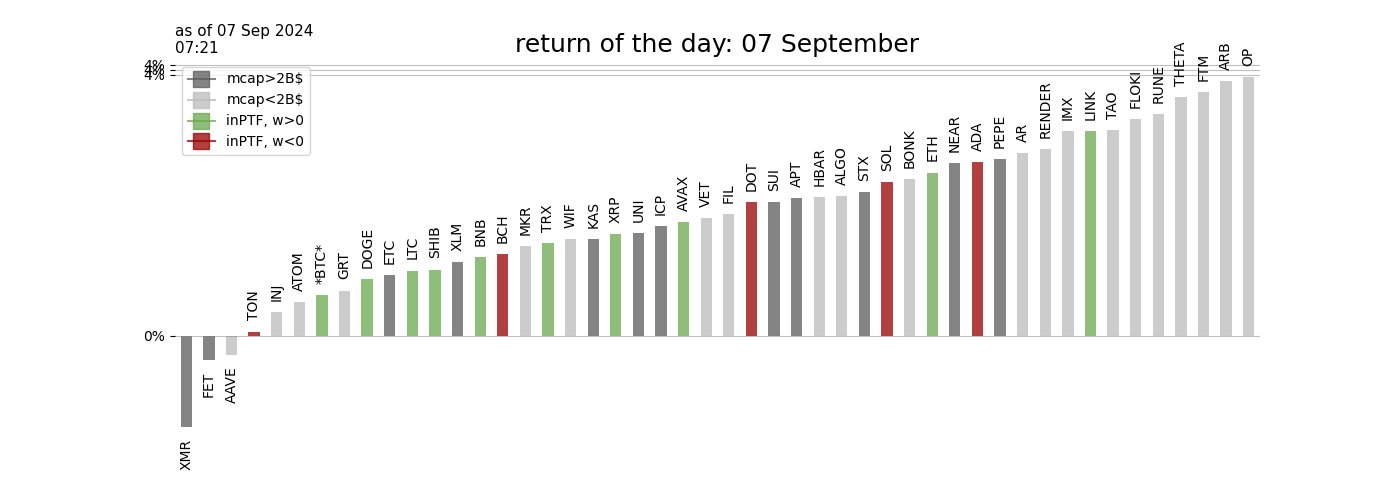 as of 07 Sep 2024
07:21
return of the day: 07 September
4%
4%
4%
0%
mcap>2B$
mcap<2B$
inPTF, w>0
inPTF, w<0
XMR
FET
AAVE
TON
INJ
ATOM
*BTC*
GRT
DOGE
ETC
LTC
SHIB
XLM
BNB
BCH
MKR
TRX
WIF
KAS
XRP
UNI
ICP
AVAX
VET
FIL
DOT
SUI
APT
HBAR
ALGO
STX
SOL
BONK
ETH
NEAR
ADA
PEPE
AR
RENDER
IMX
LINK
TAO
FLOKI
RUNE
THETA
FTM
ARB
OP